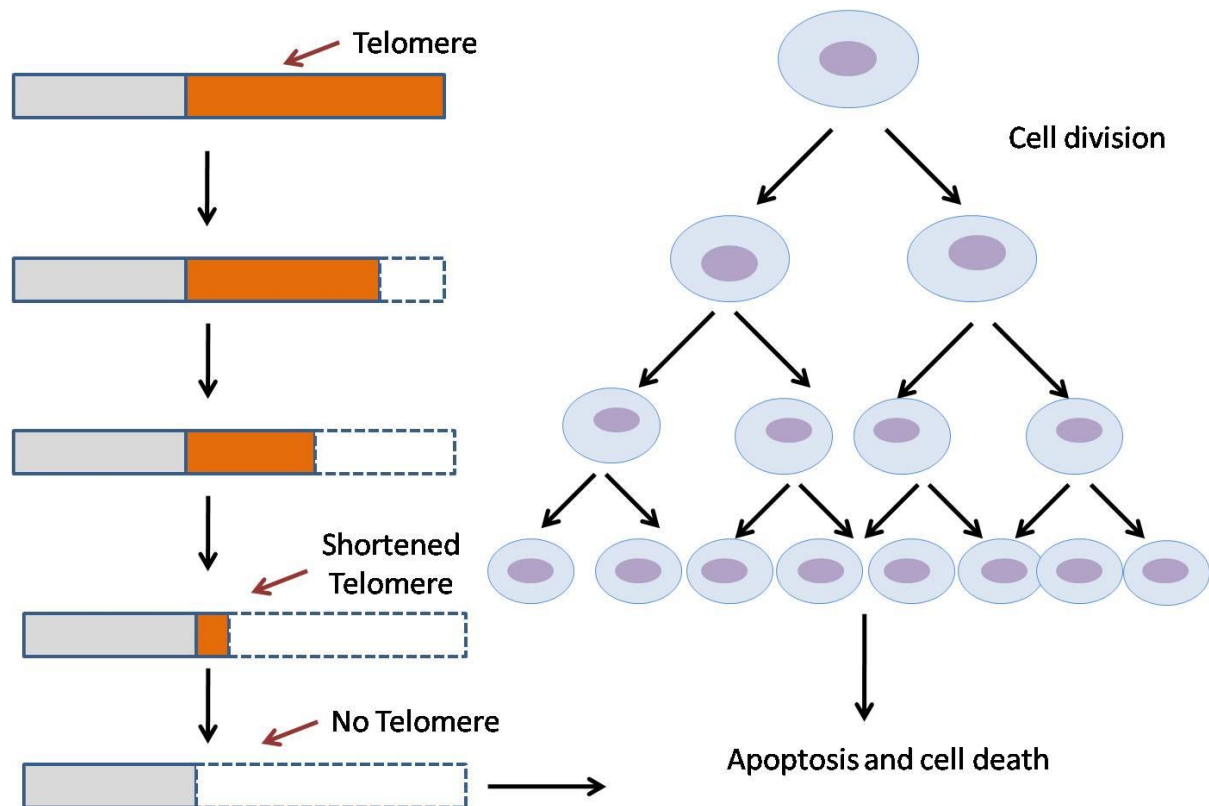 Telomere
Cell division
Shortened
Telomere
No Telomere
Apoptosis and cell death